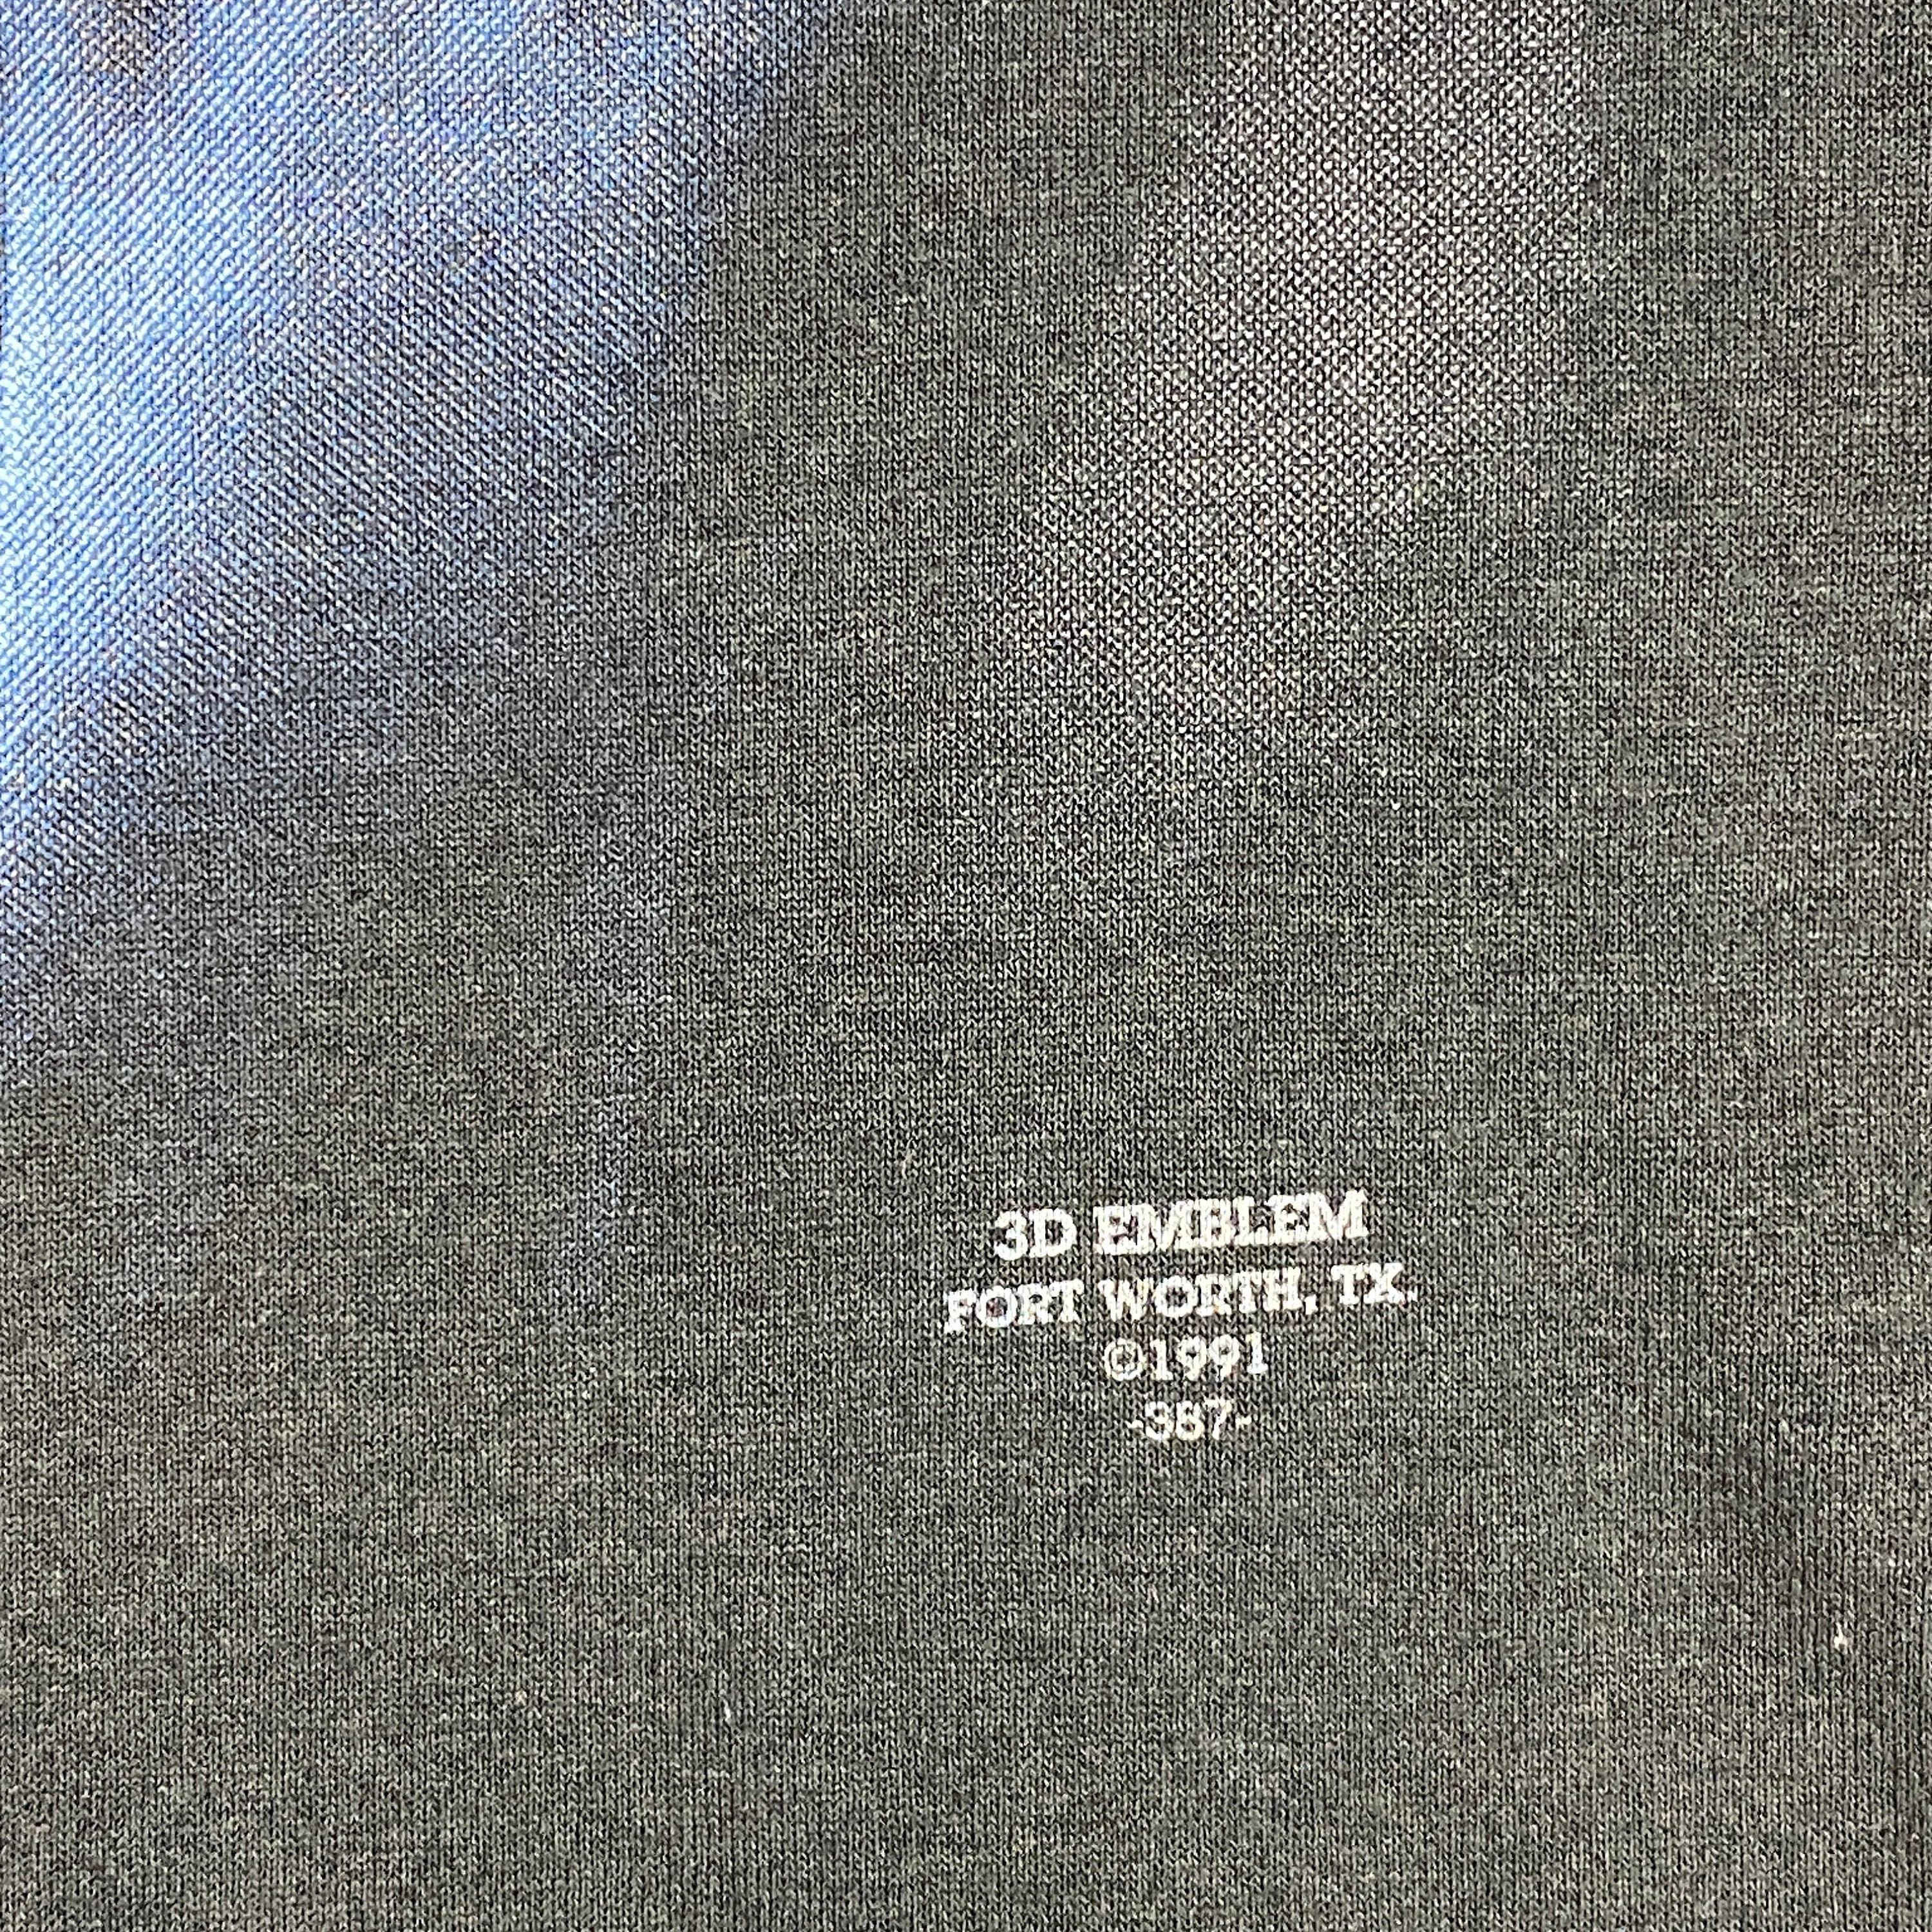 3D EMBLEM
FORT WORTH, TX.
©1991
-387-